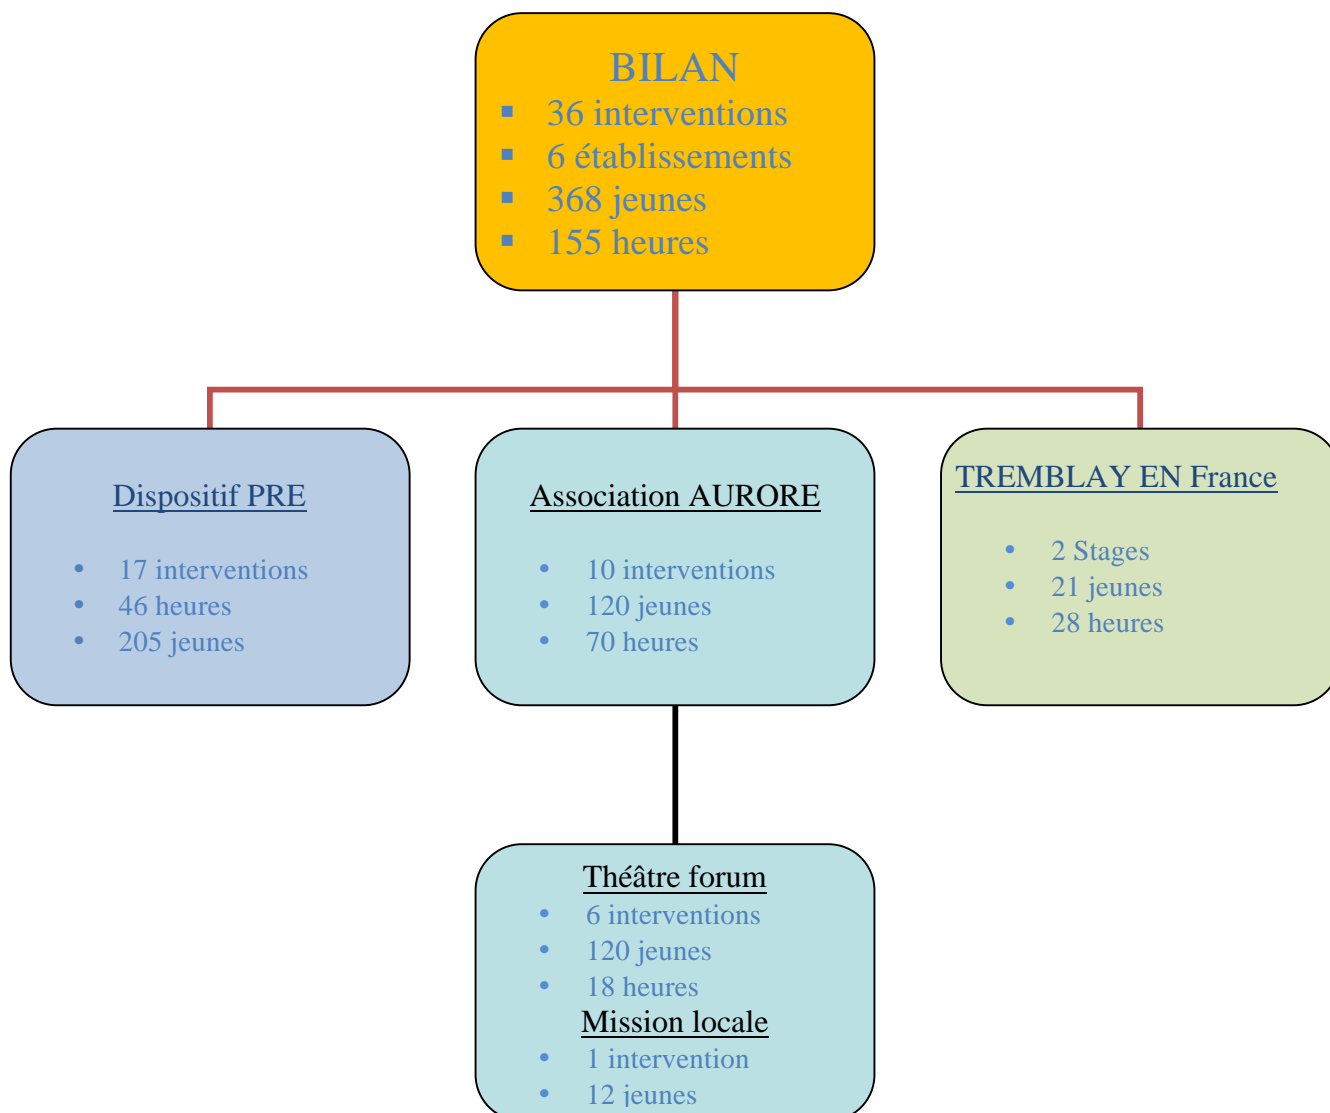 BILAN
▪ 36 interventions
▪ 6 établissements
▪ 368 jeunes
▪ 155 heures
Dispositif PRE
• 17 interventions
• 46 heures
• 205 jeunes
Association AURORE
• 10 interventions
• 120 jeunes
• 70 heures
TREMBLAY EN France
• 2 Stages
• 21 jeunes
• 28 heures
Théâtre forum
• 6 interventions
• 120 jeunes
• 18 heures
Mission locale
• 1 intervention
• 12 jeunes